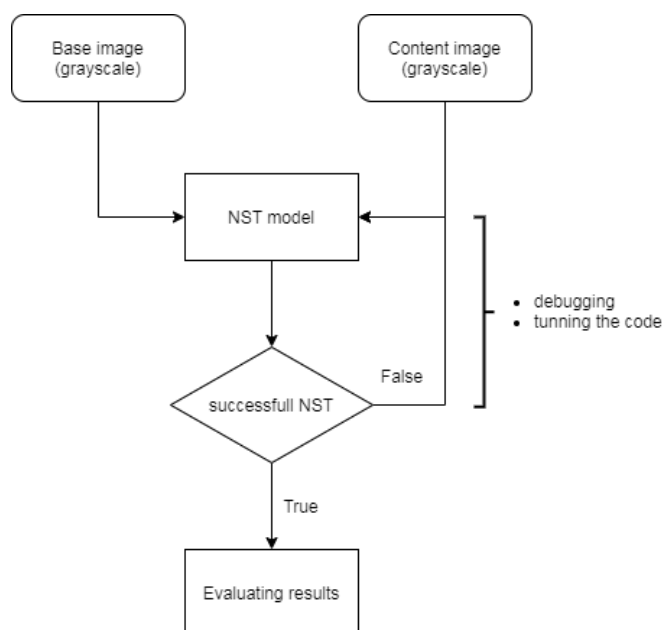 Base image
(grayscale)
Content image
(grayscale)
NST model
debugging
tunning the code
False
successfull NST
True
Evaluating results